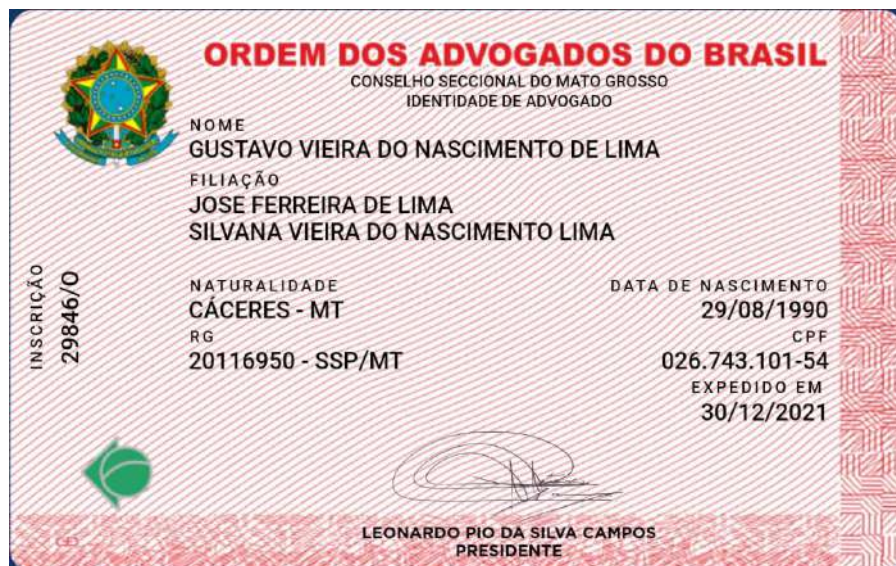 ORDEM DOS ADVOGADOS DO BRASIL
CONSELHO SECCIONAL DO MATO GROSSO
IDENTIDADE DE ADVOGADO
NOME
GUSTAVO VIEIRA DO NASCIMENTO DE LIMA
FILIAÇÃO
JOSE FERREIRA DE LIMA
SILVANA VIEIRA DO NASCIMENTO LIMA
INSCRIÇÃO
29846/O
NATURALIDADE
CÁCERES - MT
DATA DE NASCIMENTO
29/08/1990
RG
20116950 - SSP/MT
CPF
026.743.101-54
EXPEDIDO EM
30/12/2021
LEONARDO PIO DA SILVA CAMPOS
PRESIDENTE